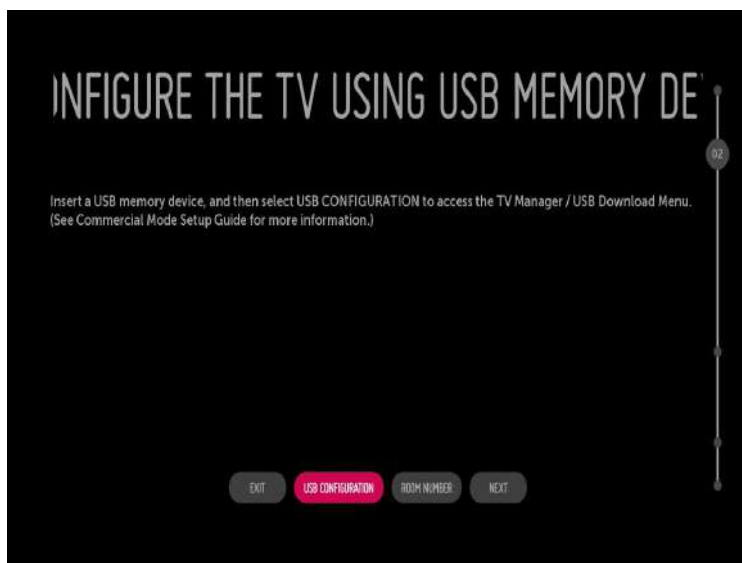 ONFIGURE THE TV USING USB MEMORY DE
02
Insert a USB memory device, and then select USB CONFIGURATION to access the TV Manager / USB Download Menu.
(See Commercial Mode Setup Guide for more information.)
EXIT
USB CONFIGURATION
ROOM NUMBER
NEXT